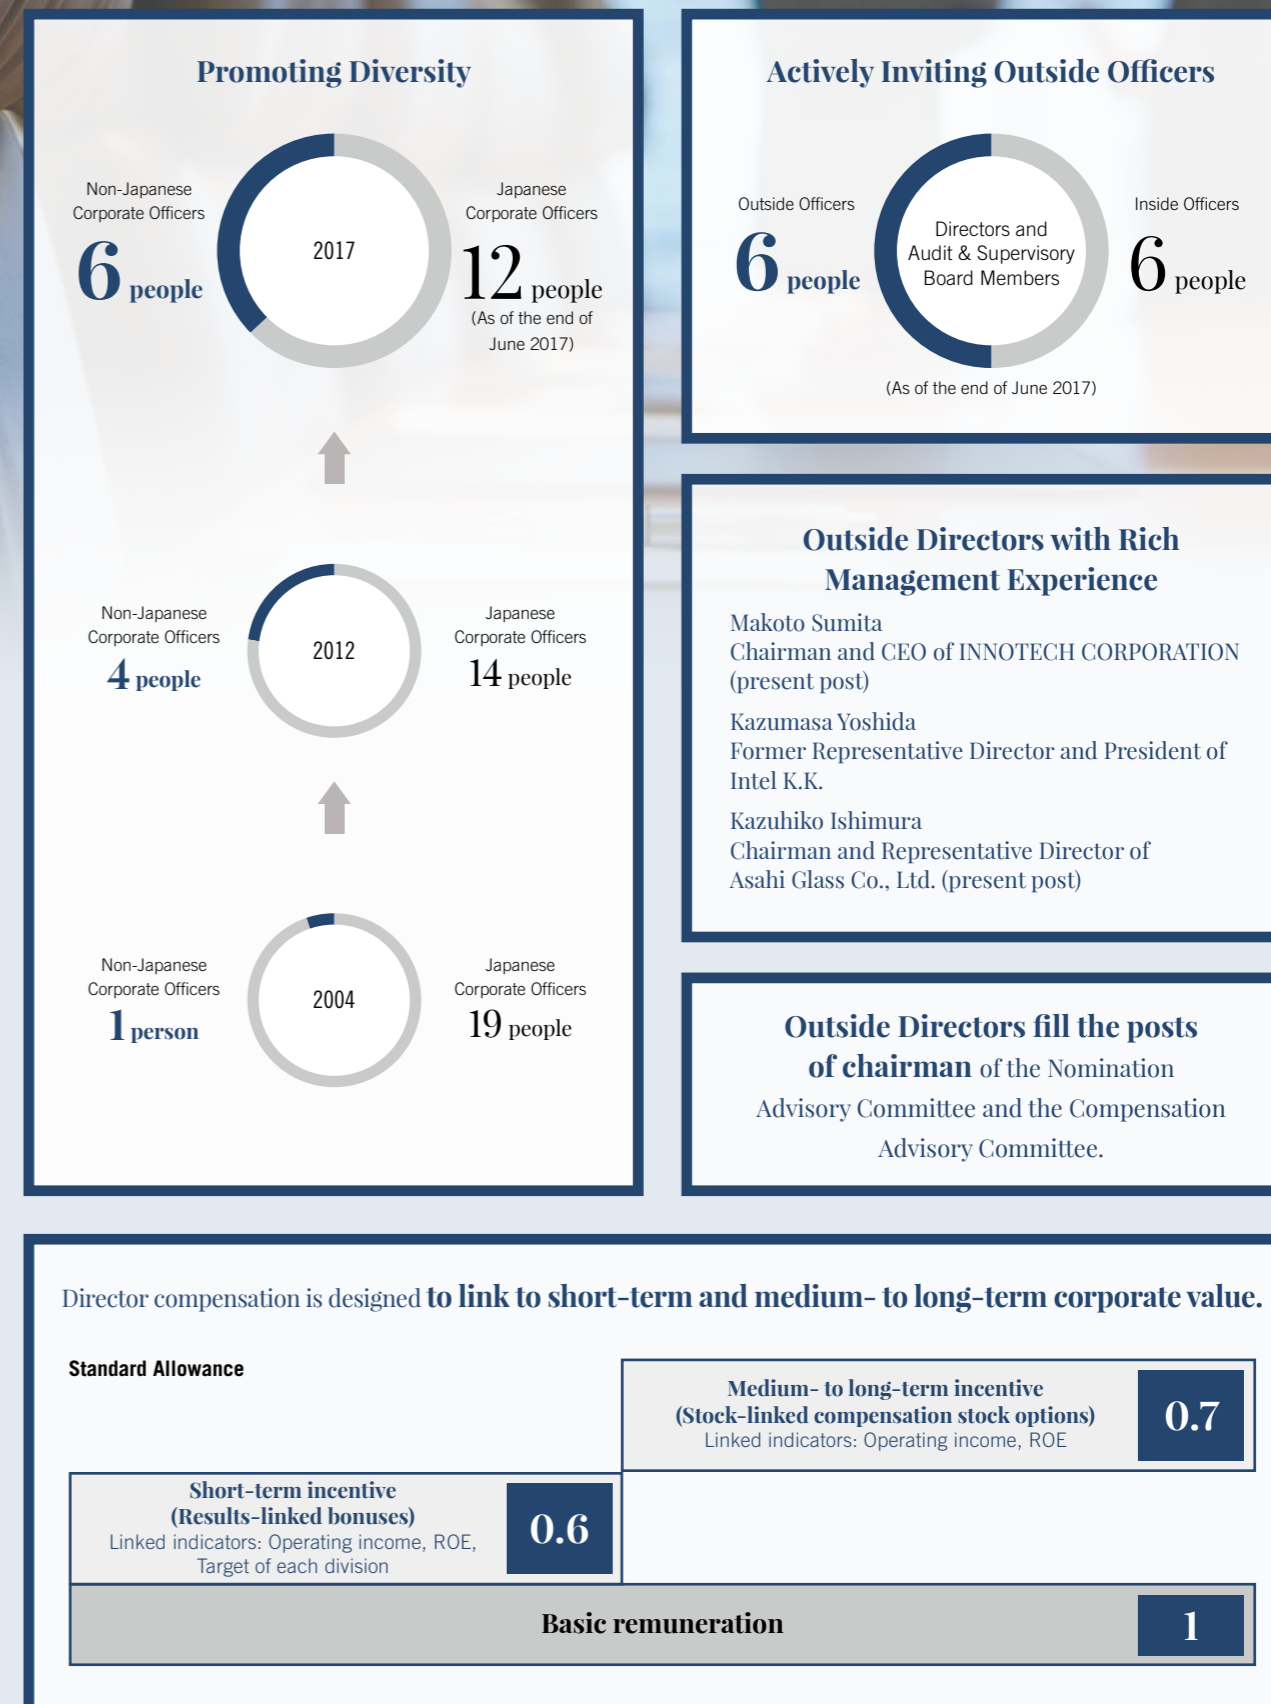 Promoting Diversity
Non-Japanese
Corporate Officers
6 people
2017
Japanese
Corporate Officers
12 people
(As of the end of
June 2017)
Non-Japanese
Corporate Officers
4 people
2012
Japanese
Corporate Officers
14 people
Non-Japanese
Corporate Officers
1 person
2004
Japanese
Corporate Officers
19 people
Actively Inviting Outside Officers
Outside Officers
6 people
Directors and
Audit & Supervisory
Board Members
Inside Officers
6 people
(As of the end of June 2017)
Outside Directors with Rich
Management Experience
Makoto Sumita
Chairman and CEO of INNOTECH CORPORATION
(present post)
Kazumasa Yoshida
Former Representative Director and President of
Intel K.K.
Kazuhiko Ishimura
Chairman and Representative Director of
Asahi Glass Co., Ltd. (present post)
Outside Directors fill the posts
of chairman of the Nomination
Advisory Committee and the Compensation
Advisory Committee.
Director compensation is designed to link to short-term and medium- to long-term corporate value.
Standard Allowance
Medium- to long-term incentive
(Stock-linked compensation stock options)
Linked indicators: Operating income, ROE
0.7
Short-term incentive
(Results-linked bonuses)
Linked indicators: Operating income, ROE,
Target of each division
0.6
Basic remuneration
1